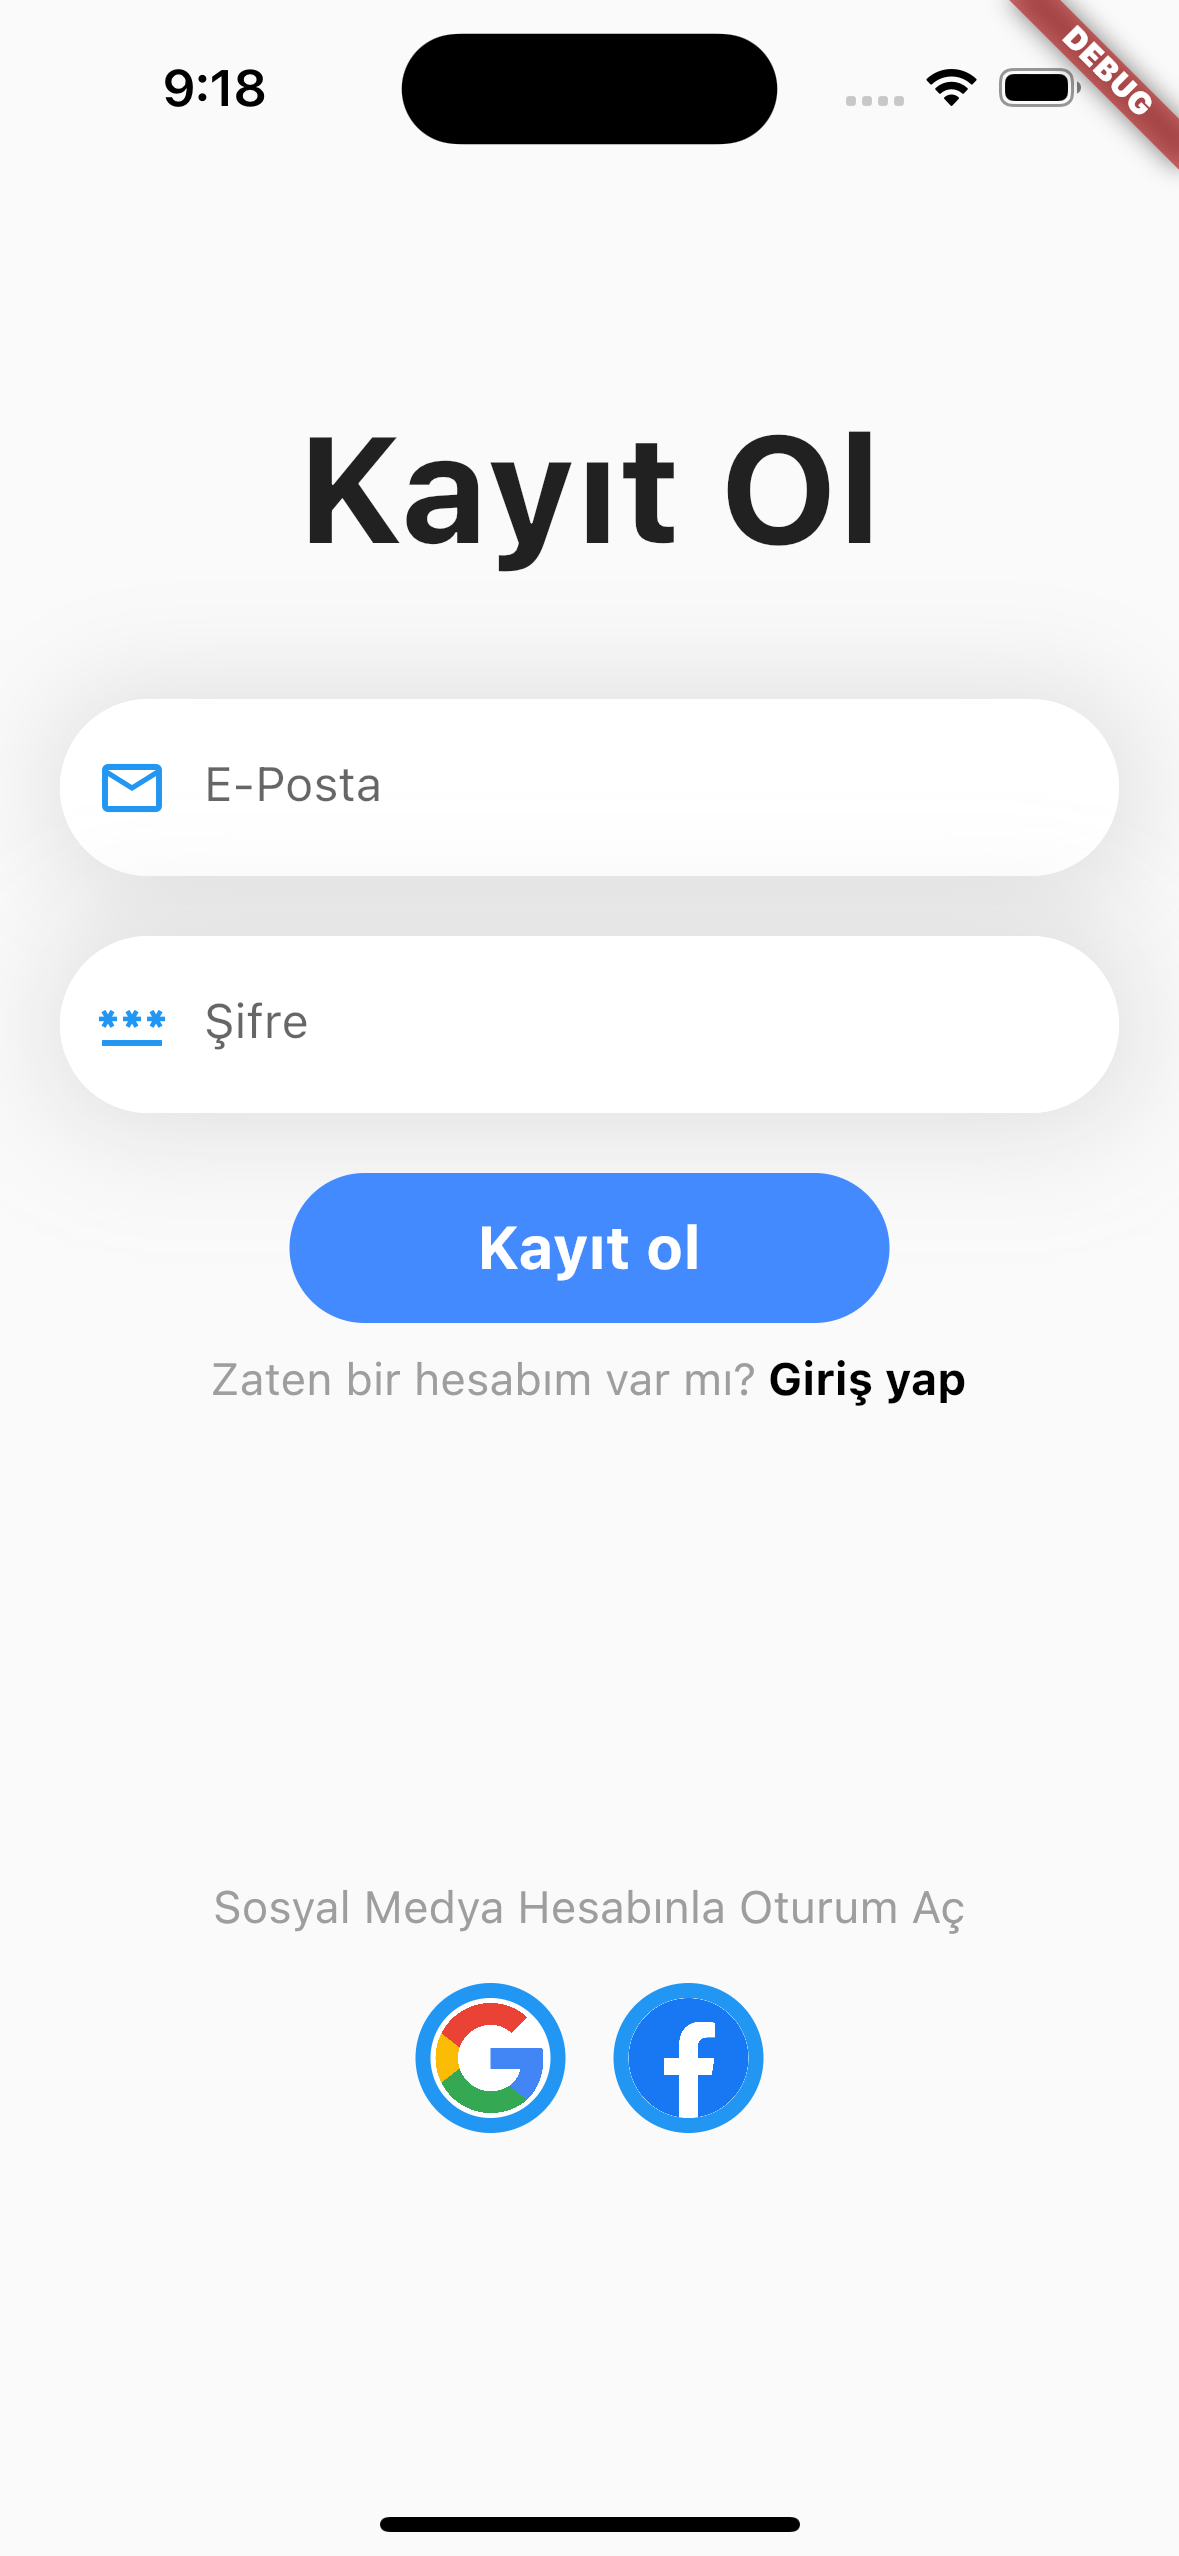 9:18
DEBUG
Kayıt Ol
E-Posta
Şifre
Kayıt ol
Zaten bir hesabım var mı? Giriş yap
Sosyal Medya Hesabınla Oturum Aç